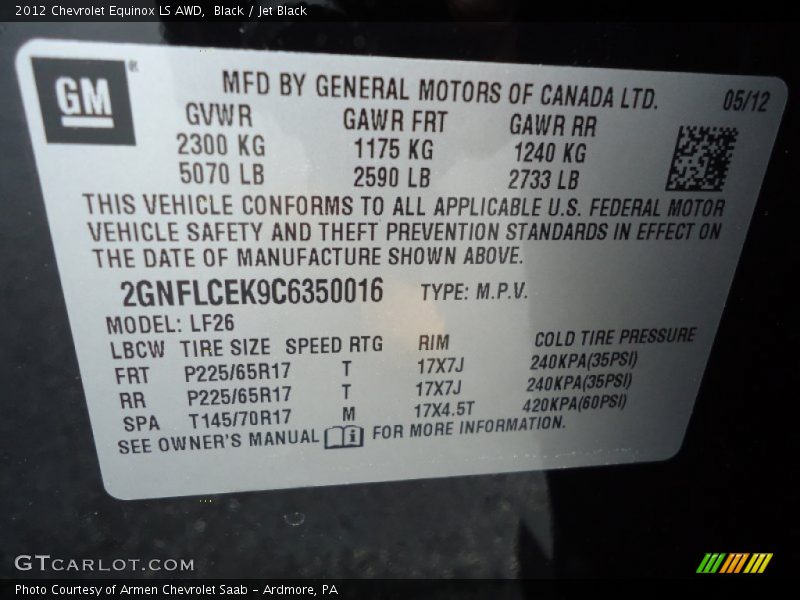 2012 Chevrolet Equinox LS AWD, Black / Jet Black
GM
MFD BY GENERAL MOTORS OF CANADA LTD. 05/12
GVWR GAWR FRT GAWR RR
2300 KG 1175 KG 1240 KG
5070 LB 2590 LB 2733 LB
THIS VEHICLE CONFORMS TO ALL APPLICABLE U.S. FEDERAL MOTOR
VEHICLE SAFETY AND THEFT PREVENTION STANDARDS IN EFFECT ON
THE DATE OF MANUFACTURE SHOWN ABOVE.
2GNFLCEK9C6350016 TYPE: M.P.V.
MODEL: LF26
LBCW TIRE SIZE SPEED RTG RIM COLD TIRE PRESSURE
FRT P225/65R17 T 17X7J 240KPA(35PSI)
RR P225/65R17 T 17X7J 240KPA(35PSI)
SPA T145/70R17 M 17X4.5T 420KPA(60PSI)
SEE OWNER'S MANUAL FOR MORE INFORMATION.
GTCARLOT.COM
Photo Courtesy of Armen Chevrolet Saab - Ardmore, PA